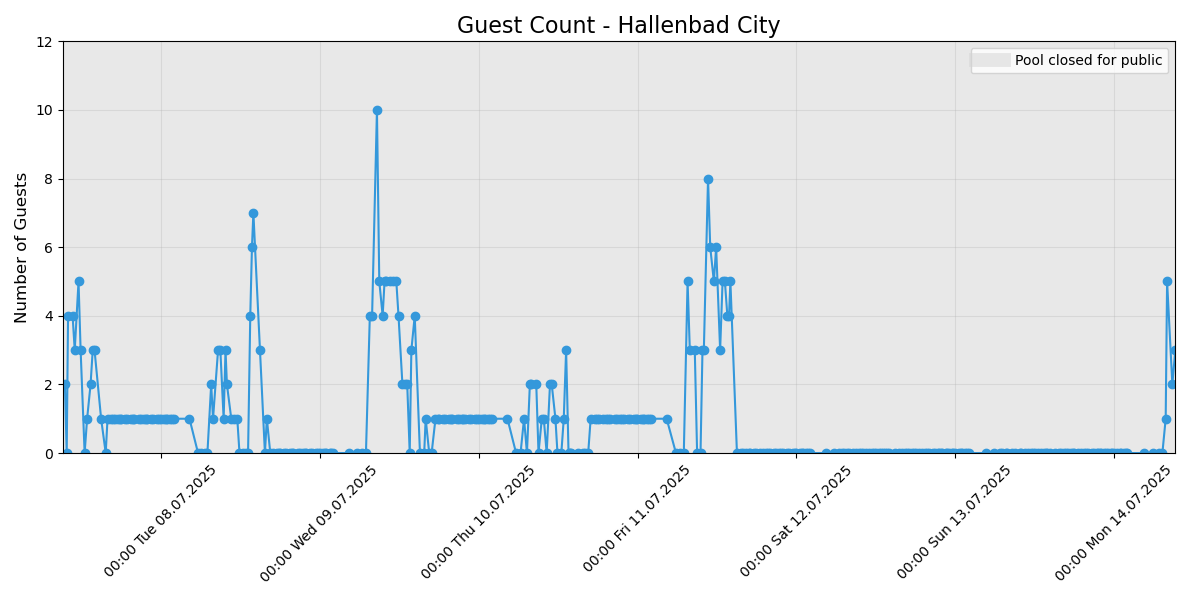 Guest Count - Hallenbad City
Pool closed for public
Number of Guests
12
10
8
6
4
2
0
00:00 Tue 08.07.2025
00:00 Wed 09.07.2025
00:00 Thu 10.07.2025
00:00 Fri 11.07.2025
00:00 Sat 12.07.2025
00:00 Sun 13.07.2025
00:00 Mon 14.07.2025